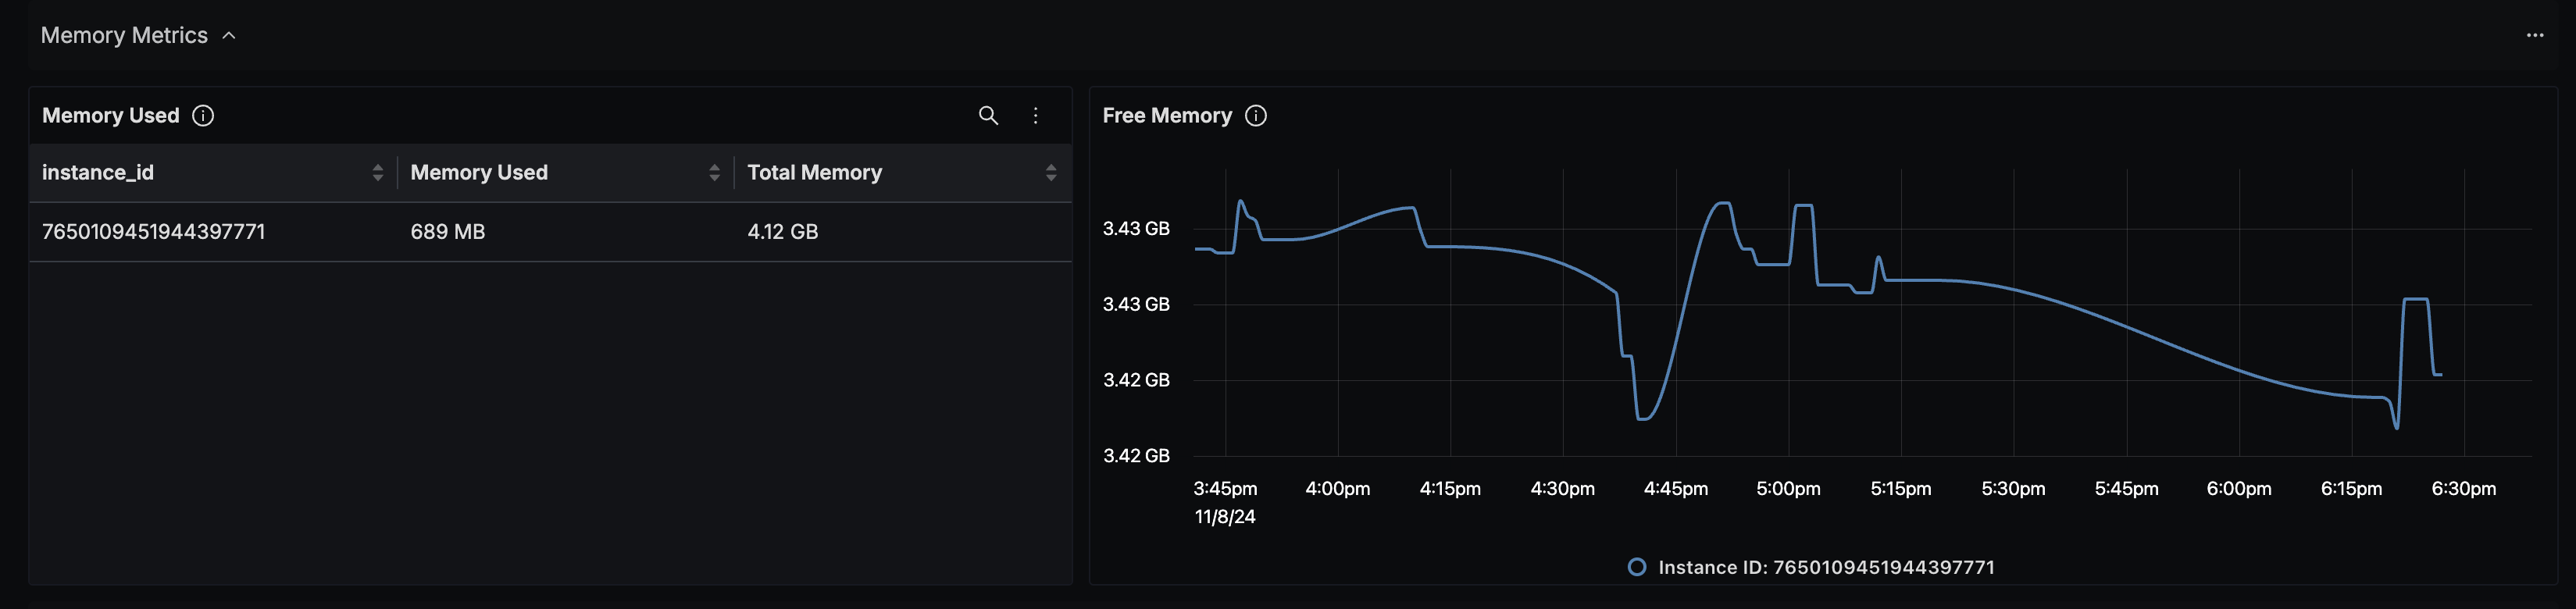 Memory Metrics
Memory Used
instance_id Memory Used Total Memory
7650109451944397771 689 MB 4.12 GB
Free Memory
3.43 GB
3.43 GB
3.42 GB
3.42 GB
3:45pm 4:00pm 4:15pm 4:30pm 4:45pm 5:00pm 5:15pm 5:30pm 5:45pm 6:00pm 6:15pm 6:30pm
11/8/24
Instance ID: 7650109451944397771